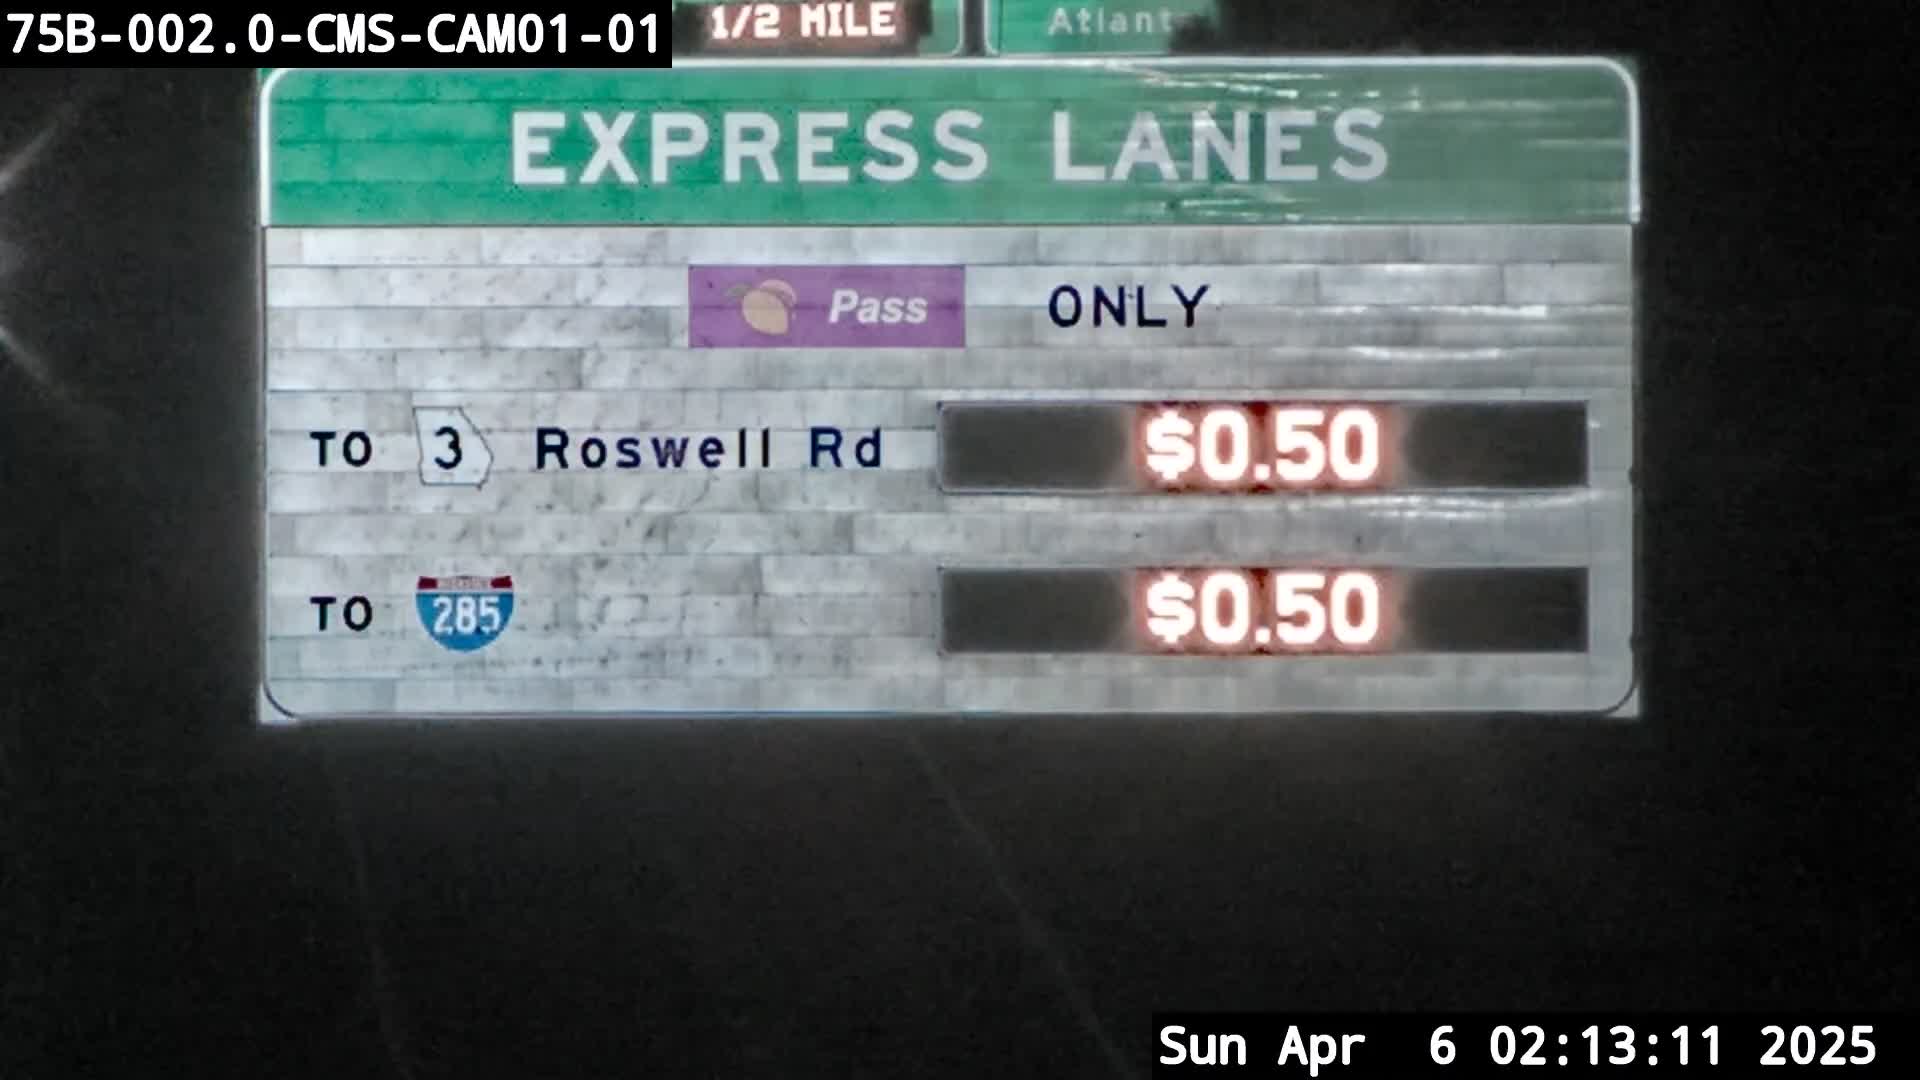 75B-002.0-CMS-CAM01-01
1/2 MILE
EXPRESS LANES
Pass ONLY
TO 3 Roswell Rd $0.50
TO 285 $0.50
Sun Apr 6 02:13:11 2025